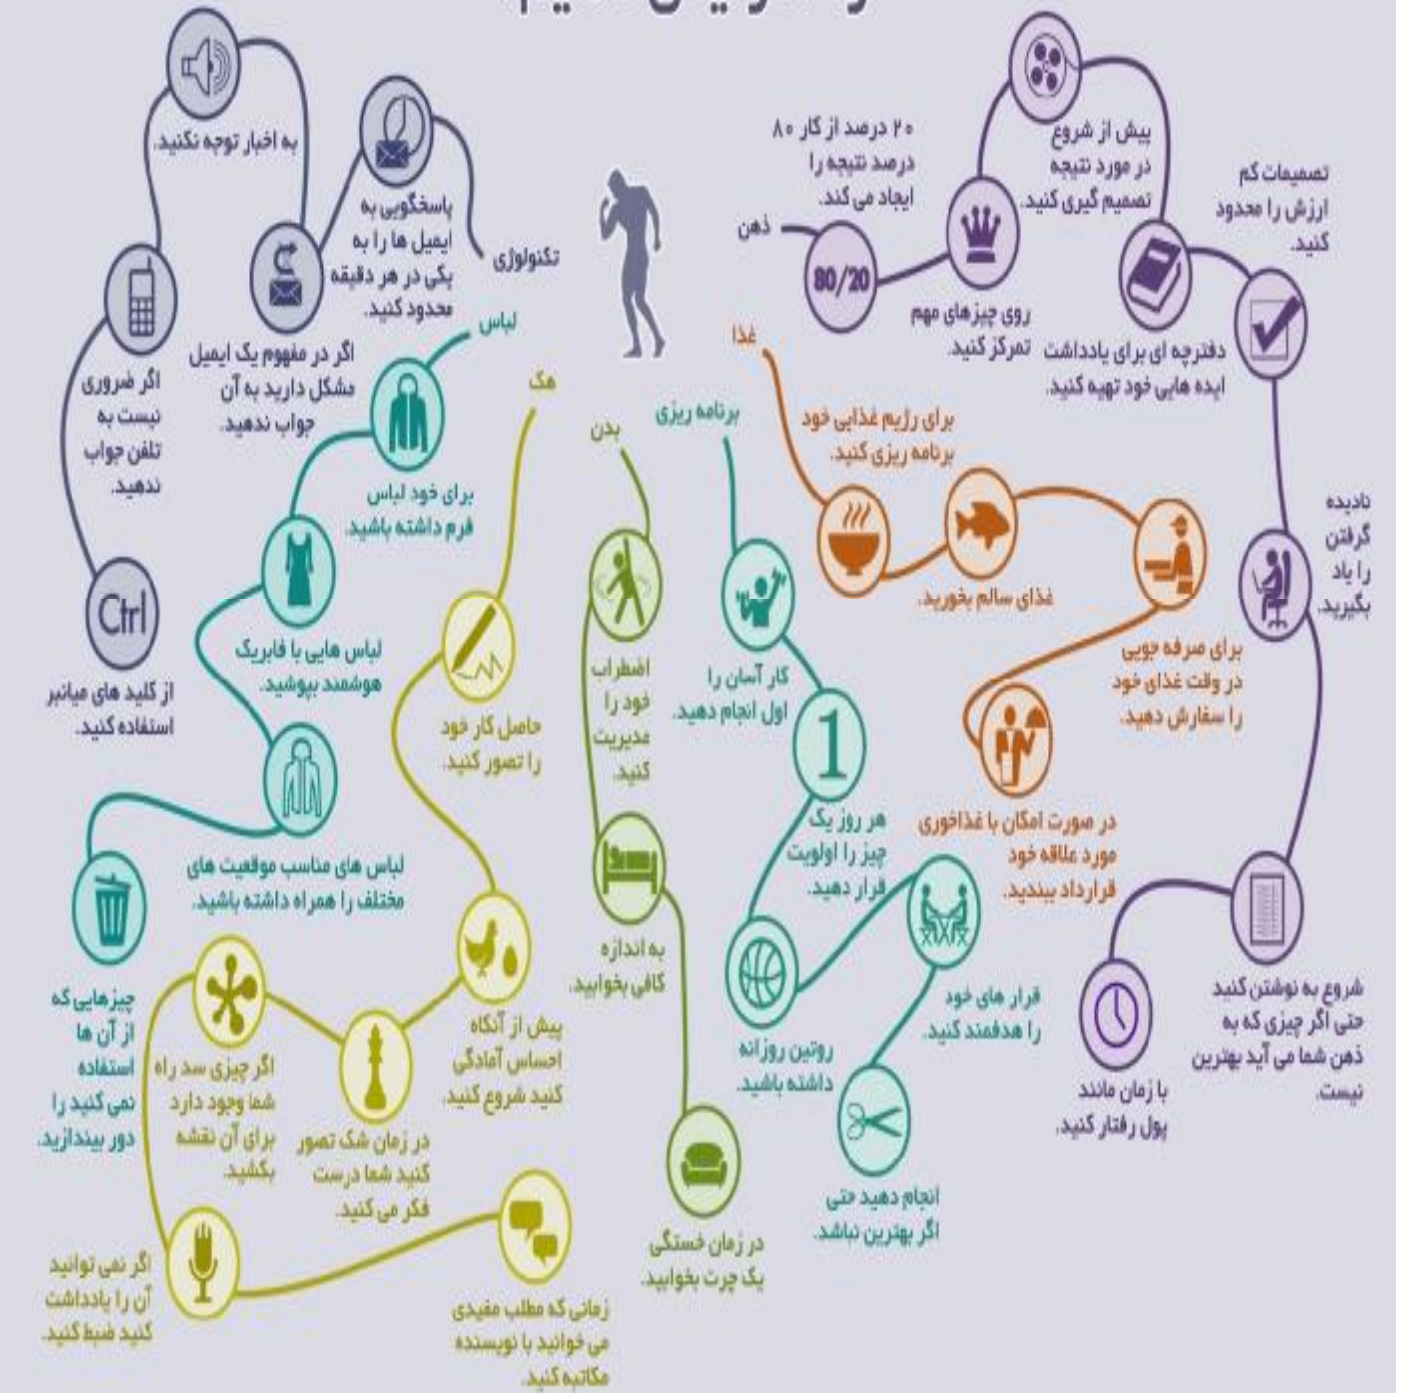 ذهن
۲۰ درصد از کار ۸۰
درصد نتیجه را
ایجاد می کند.
80/20
روی چیزهای مهم
تمرکز کنید.
پیش از شروع
در مورد نتیجه
تصمیم گیری کنید.
دفترچه ای برای یادداشت
ایده هایی خود تهیه کنید.
تصمیمات کم
ارزش را محدود
کنید.
نادیده
گرفتن
را یاد
بگیرید.
شروع به نوشتن کنید
حتی اگر چیزی که به
ذهن شما می آید بهترین
نیست.
با زمان مانند
پول رفتار کنید.
غذا
برای رژیم غذایی خود
برنامه ریزی کنید.
غذای سالم بخورید.
برای صرفه جویی
در وقت غذای خود
را سفارش دهید.
در صورت امکان با غذاخوری
مورد علاقه خود
قرارداد ببندید.
برنامه ریزی
کار آسان را
اول انجام دهید.
1
هر روز یک
چیز را اولویت
قرار دهید.
روتین روزانه
داشته باشید.
قرار های خود
را هدفمند کنید.
انجام دهید حتی
اگر بهترین نباشد.
بدن
اضطراب
خود را
مدیریت
کنید.
به اندازه
کافی بخوابید.
در زمان خستگی
یک چرت بخوابید.
هک
حاصل کار خود
را تصور کنید.
پیش از آنکاه
احساس آمادگی
کنید شروع کنید.
در زمان شک تصور
کنید شما درست
فکر می کنید.
اگر چیزی سد راه
شما وجود دارد
برای آن نقشه
بکشید.
اگر نمی توانید
آن را یادداشت
کنید ضبط کنید.
زمانی که مطلب مفیدی
می خوانید با نویسنده
مکاتبه کنید.
لباس
برای خود لباس
فرم داشته باشید.
لباس هایی با فابریک
هوشمند بپوشید.
لباس های مناسب موقعیت های
مختلف را همراه داشته باشید.
چیزهایی که
از آن ها
استفاده
نمی کنید را
دور بیندازید.
تکنولوژی
پاسخگویی به
ایمیل ها را به
یکی در هر دقیقه
محدود کنید.
اگر در مفهوم یک ایمیل
مشکل دارید به آن
جواب ندهید.
به اخبار توجه نکنید.
اگر ضروری
نیست به
تلفن جواب
ندهید.
Ctrl
از کلید های میانبر
استفاده کنید.